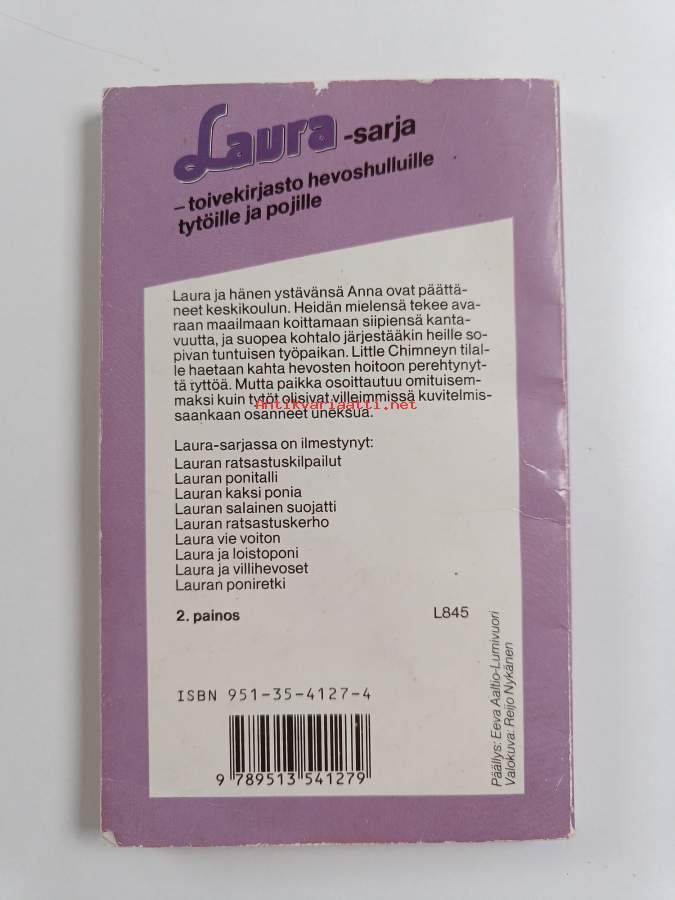 Laura -sarja
– toivekirjasto hevoshulluille
tytöille ja pojille
Laura ja hänen ystävänsä Anna ovat päättä-
neet keskikoulun. Heidän mielensä tekee ava-
raan maailmaan koittamaan siipiensä kanta-
vuutta, ja suopea kohtalo järjestääkin heille so-
pivan tuntuisen työpaikan. Little Chimneyn tilal-
le haetaan kahta hevosten hoitoon perehtynyt-
tä tyttöä. Mutta paikka osoittautuu omituisem-
maksi kuin tytöt olisivat villeimmissä kuvitelmis-
saankaan osanneet uneksua.
Antikvariaatti.net
Laura-sarjassa on ilmestynyt:
Lauran ratsastuskilpailut
Lauran ponitalli
Lauran kaksi ponia
Lauran salainen suojatti
Lauran ratsastuskerho
Laura vie voiton
Laura ja loistoponi
Laura ja villihevoset
Lauran poniretki
2. painos
L845
ISBN 951-35-4127-4
9 789513 541279
Päällys: Eeva Aaltio-Lumivuori
Valokuva: Reijo Nykänen